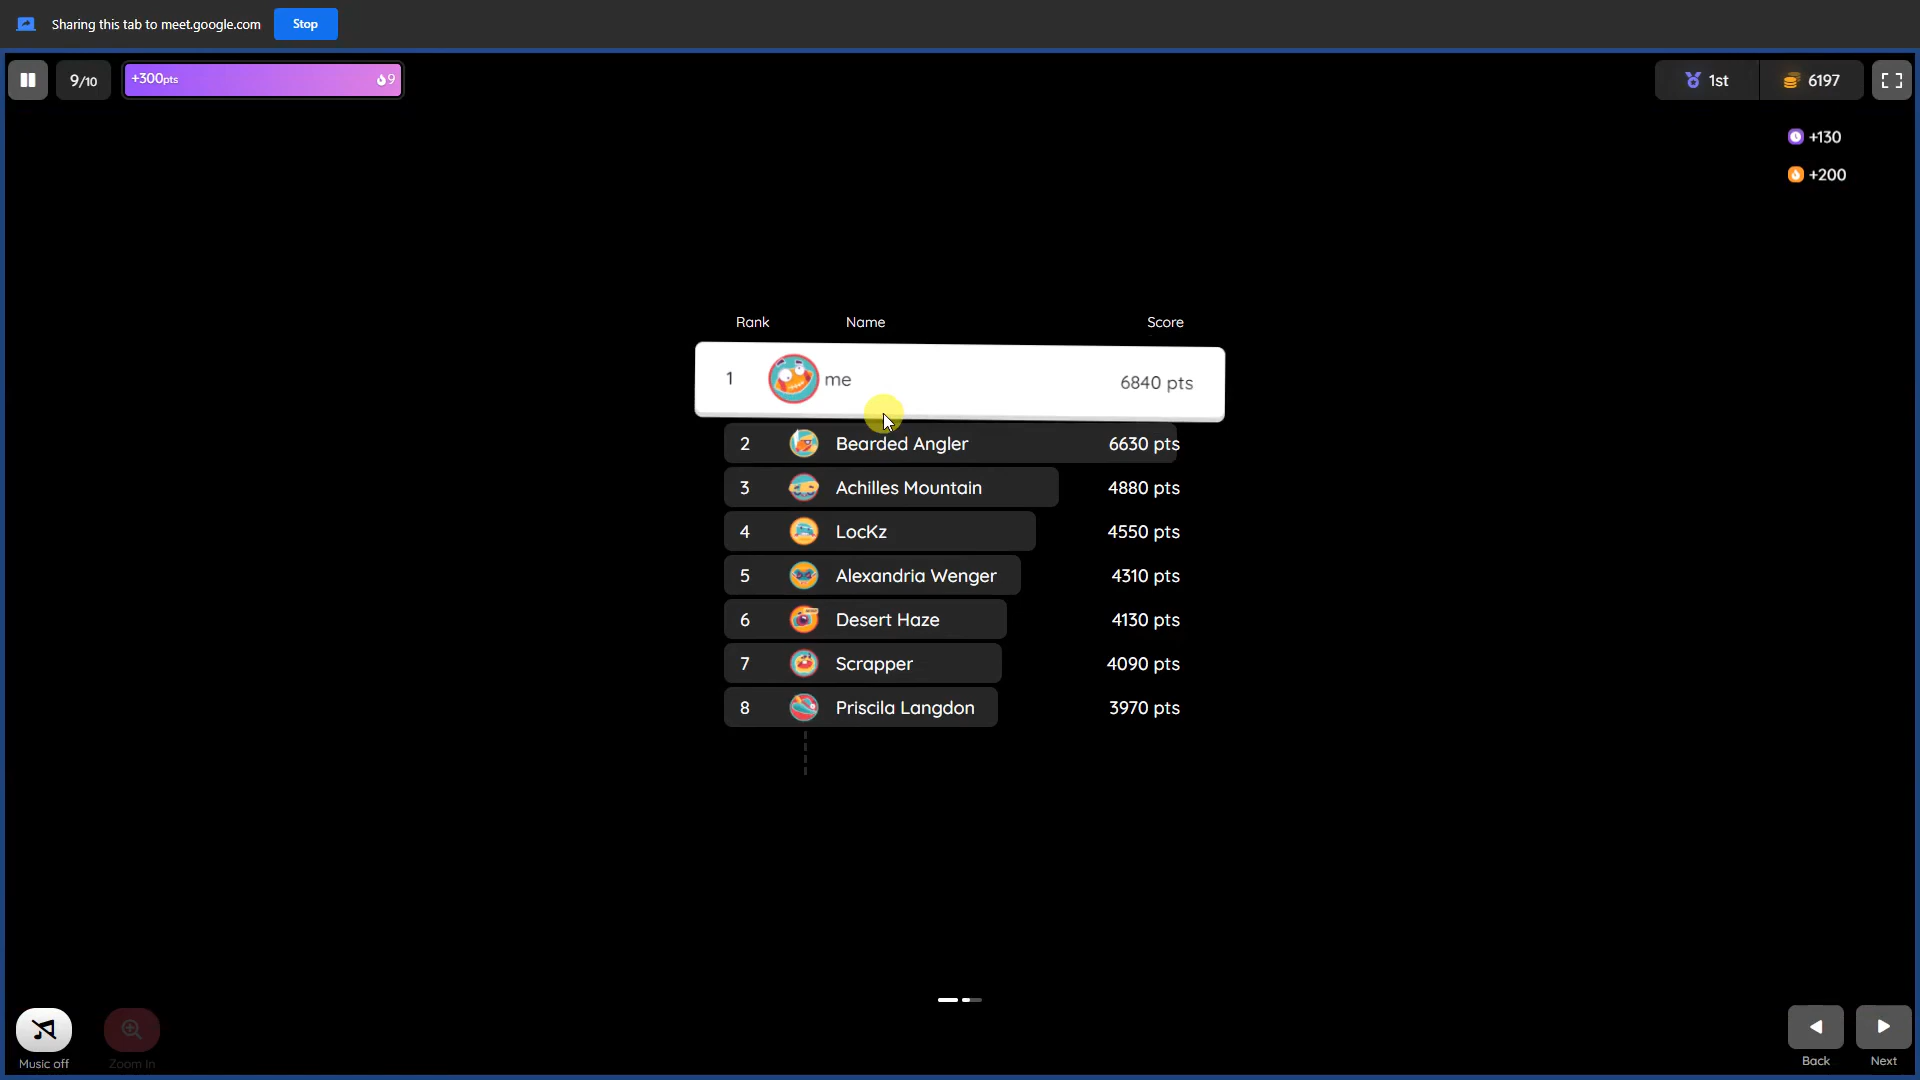 Sharing this tab to meet.google.com Stop
9/10 +300pts 9 1st 6197
+130
+200
Rank Name Score
1 me 6840 pts
2 Bearded Angler 6630 pts
3 Achilles Mountain 4880 pts
4 LocKz 4550 pts
5 Alexandria Wenger 4310 pts
6 Desert Haze 4130 pts
7 Scrapper 4090 pts
8 Priscila Langdon 3970 pts
Music off Zoom In Back Next